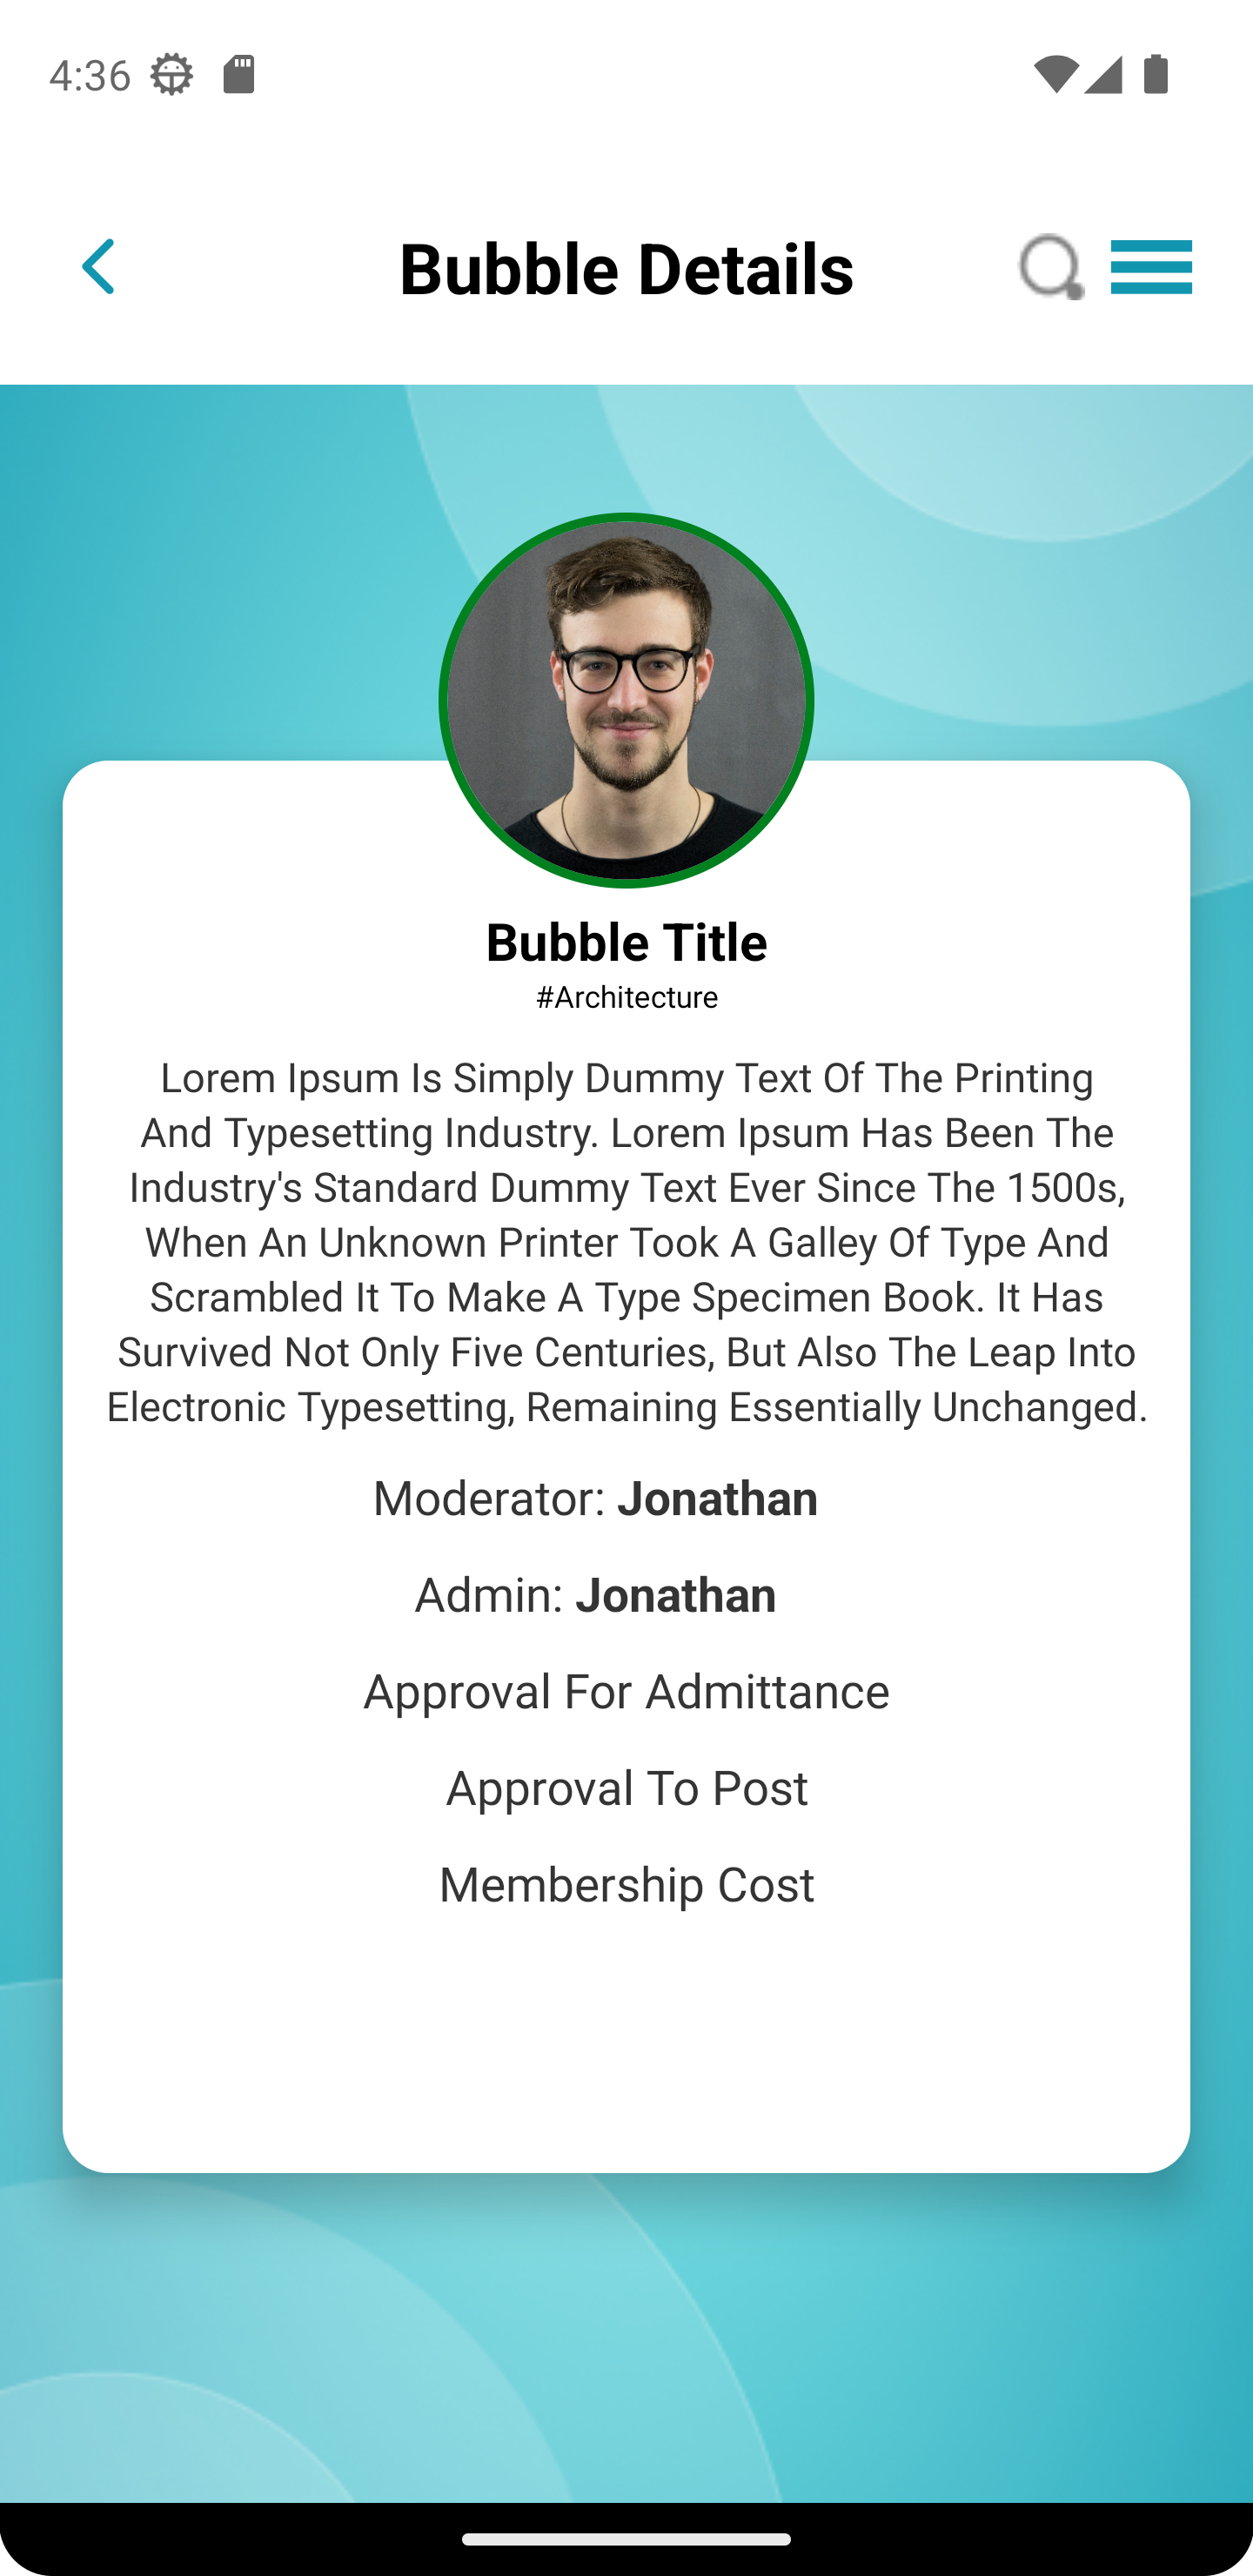 4:36
Bubble Details
Bubble Title
#Architecture
Lorem Ipsum Is Simply Dummy Text Of The Printing
And Typesetting Industry. Lorem Ipsum Has Been The
Industry's Standard Dummy Text Ever Since The 1500s,
When An Unknown Printer Took A Galley Of Type And
Scrambled It To Make A Type Specimen Book. It Has
Survived Not Only Five Centuries, But Also The Leap Into
Electronic Typesetting, Remaining Essentially Unchanged.
Moderator: Jonathan
Admin: Jonathan
Approval For Admittance
Approval To Post
Membership Cost